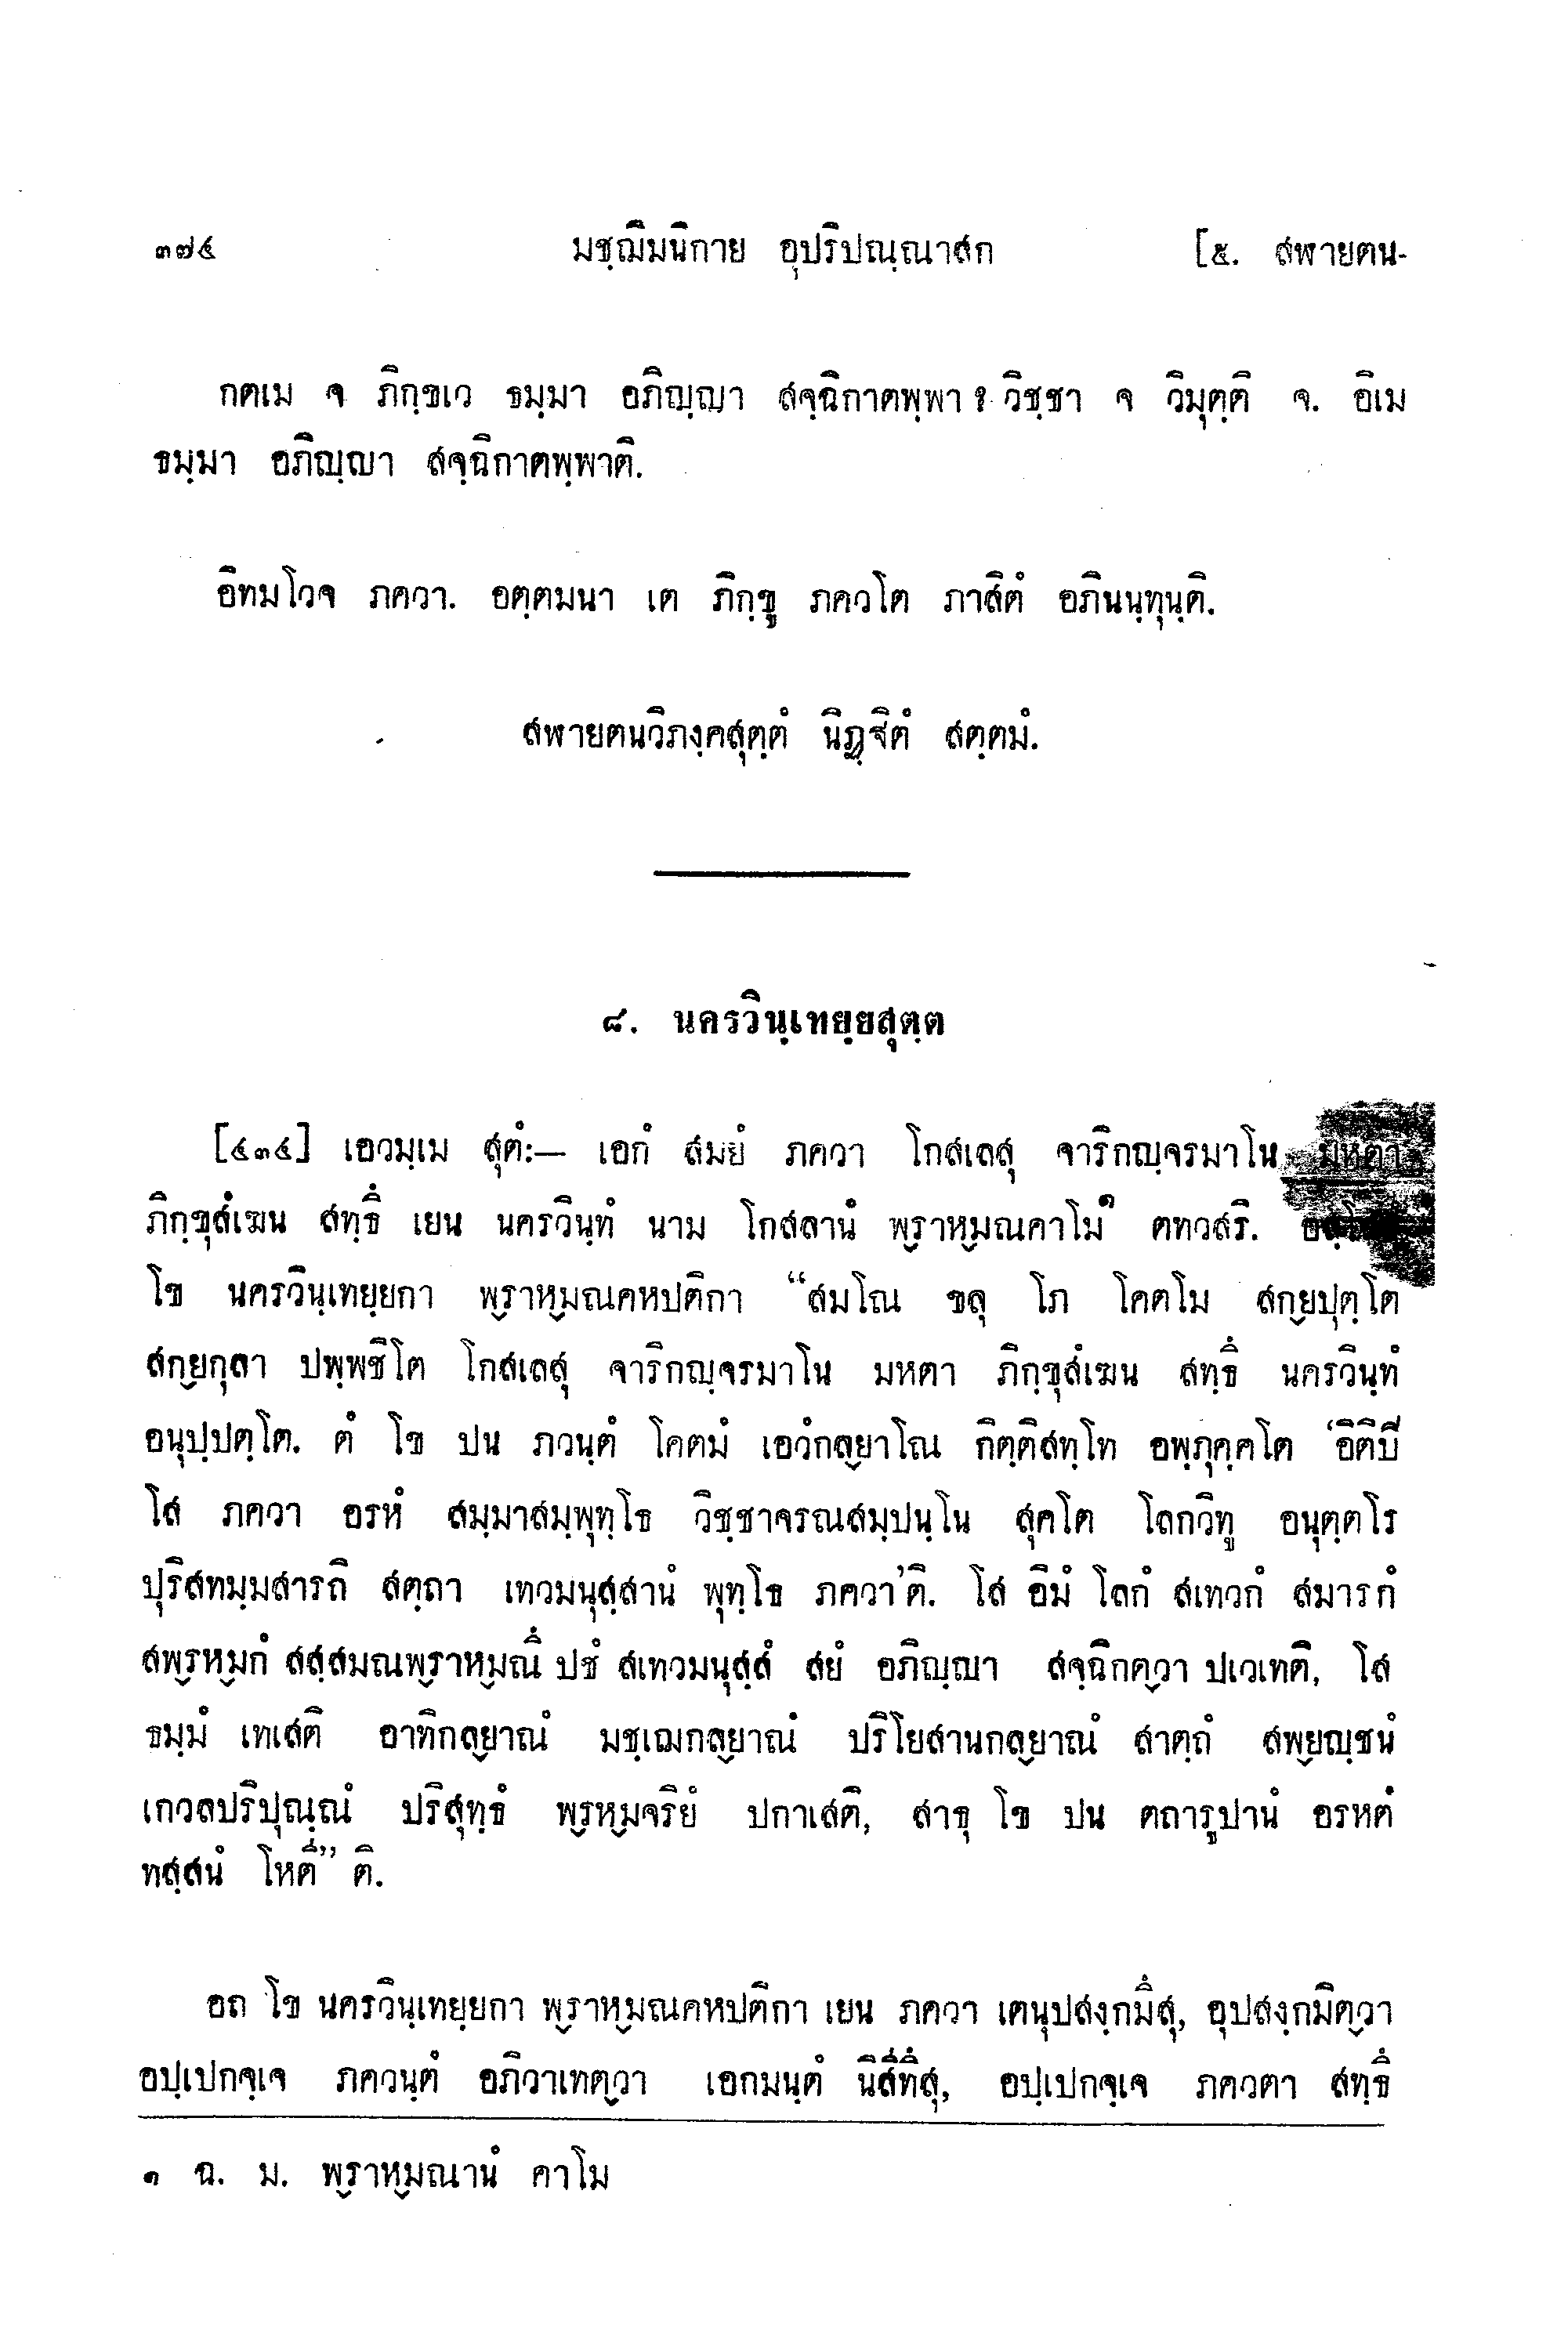 ๓๗๔ มชฺฌิมนิกาย อุปริปณฺณาสก [๕. สฬายตน-
กตเม จ ภิกฺขเว ธมฺมา อภิญฺญา สจฺฉิกาตพฺพา ? วิชฺชา จ วิมุตฺติ จ. อิเม
ธมฺมา อภิญฺญา สจฺฉิกาตพฺพาติ.
อิทมโวจ ภควา. อตฺตมนา เต ภิกฺขู ภควโต ภาสิตํ อภินนฺทุนฺติ.
สฬายตนวิภงฺคสุตฺตํ นิฏฺฐิตํ สตฺตมํ.
๘. นครวินฺเทยฺยสุตฺต
[๔๓๔] เอวมฺเม สุตํ:— เอกํ สมยํ ภควา โกสเลสุ จาริกญฺจรมาโน มหตา
ภิกฺขุสํเฆน สทฺธึ เยน นครวินฺทํ นาม โกสลานํ พฺราหฺมณคาโม๑ ตทวสริ.
โข นครวินฺเทยฺยกา พฺราหฺมณคหปติกา “สมโณ ขลุ โภ โคตโม สกฺยปุตฺโต
สกฺยกุลา ปพฺพชิโต โกสเลสุ จาริกญฺจรมาโน มหตา ภิกฺขุสํเฆน สทฺธึ นครวินฺทํ
อนุปฺปตฺโต. ตํ โข ปน ภวนฺตํ โคตมํ เอวํกลฺยาโณ กิตฺติสทฺโท อพฺภุคฺคโต ‘อิติปิ
โส ภควา อรหํ สมฺมาสมฺพุทฺโธ วิชฺชาจรณสมฺปนฺโน สุคโต โลกวิทู อนุตฺตโร
ปุริสทมฺมสารถิ สตฺถา เทวมนุสฺสานํ พุทฺโธ ภควา’ติ. โส อิมํ โลกํ สเทวกํ สมารกํ
สพฺรหฺมกํ สสฺสมณพฺราหฺมณึ ปชํ สเทวมนุสฺสํ สยํ อภิญฺญา สจฺฉิกตฺวา ปเวเทติ, โส
ธมฺมํ เทเสติ อาทิกลฺยาณํ มชฺเฌกลฺยาณํ ปริโยสานกลฺยาณํ สาตฺถํ สพฺยญฺชนํ
เกวลปริปุณฺณํ ปริสุทฺธํ พฺรหฺมจริยํ ปกาเสติ, สาธุ โข ปน ตถารูปานํ อรหตํ
ทสฺสนํ โหตี” ติ.
อถ โข นครวินฺเทยฺยกา พฺราหฺมณคหปติกา เยน ภควา เตนุปสงฺกมึสุ, อุปสงฺกมิตฺวา
อปฺเปกจฺเจ ภควนฺตํ อภิวาเทตฺวา เอกมนฺตํ นิสีทึสุ, อปฺเปกจฺเจ ภควตา สทฺธึ
๑ ฉ. ม. พฺราหฺมณานํ คาโม